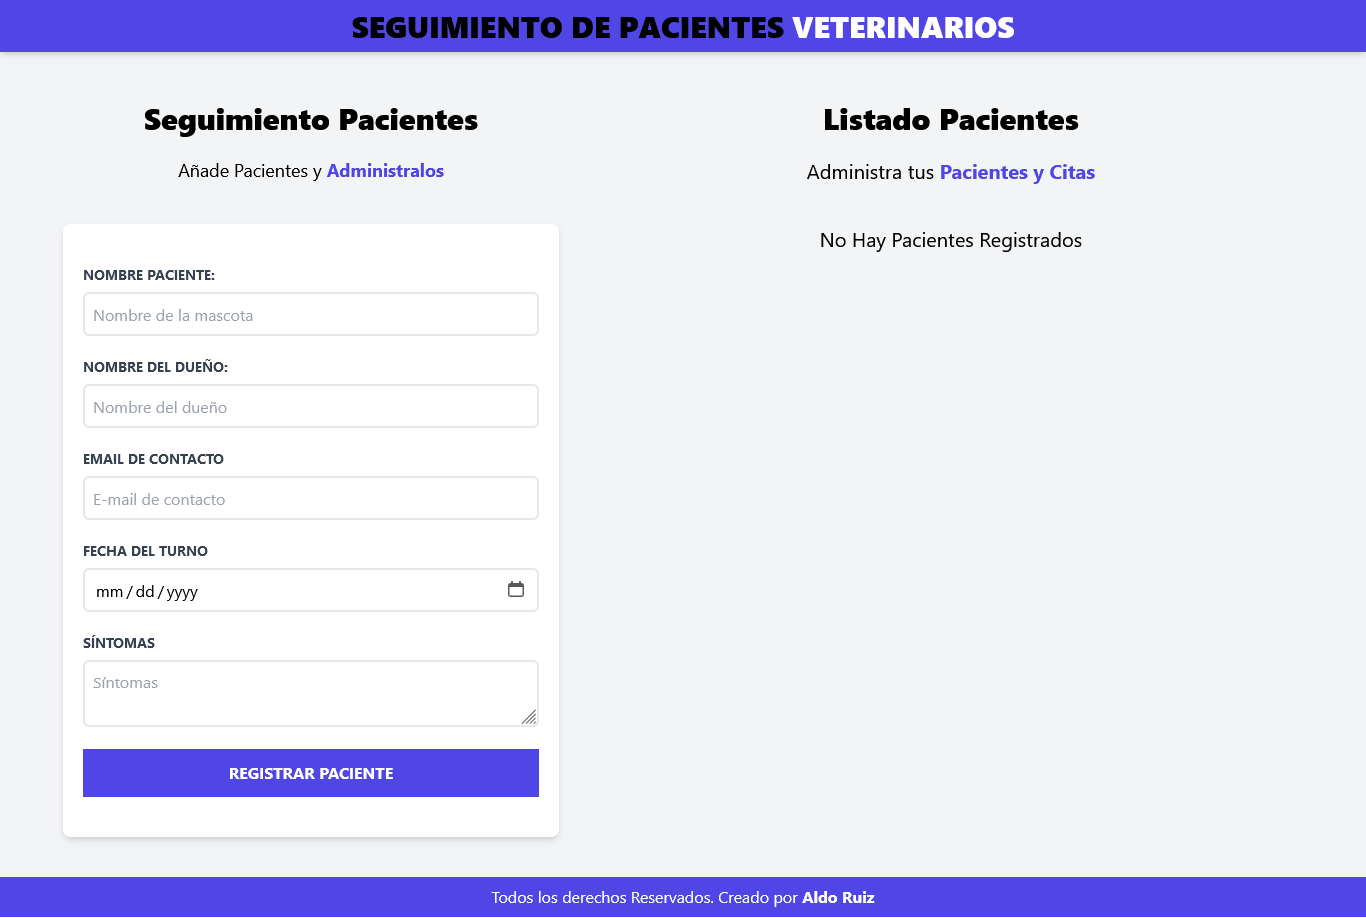 SEGUIMIENTO DE PACIENTES VETERINARIOS
Seguimiento Pacientes
Añade Pacientes y Administralos
NOMBRE PACIENTE:
Nombre de la mascota
NOMBRE DEL DUEÑO:
Nombre del dueño
EMAIL DE CONTACTO
E-mail de contacto
FECHA DEL TURNO
mm/dd/yyyy
SÍNTOMAS
Síntomas
REGISTRAR PACIENTE
Listado Pacientes
Administra tus Pacientes y Citas
No Hay Pacientes Registrados
Todos los derechos Reservados. Creado por Aldo Ruiz